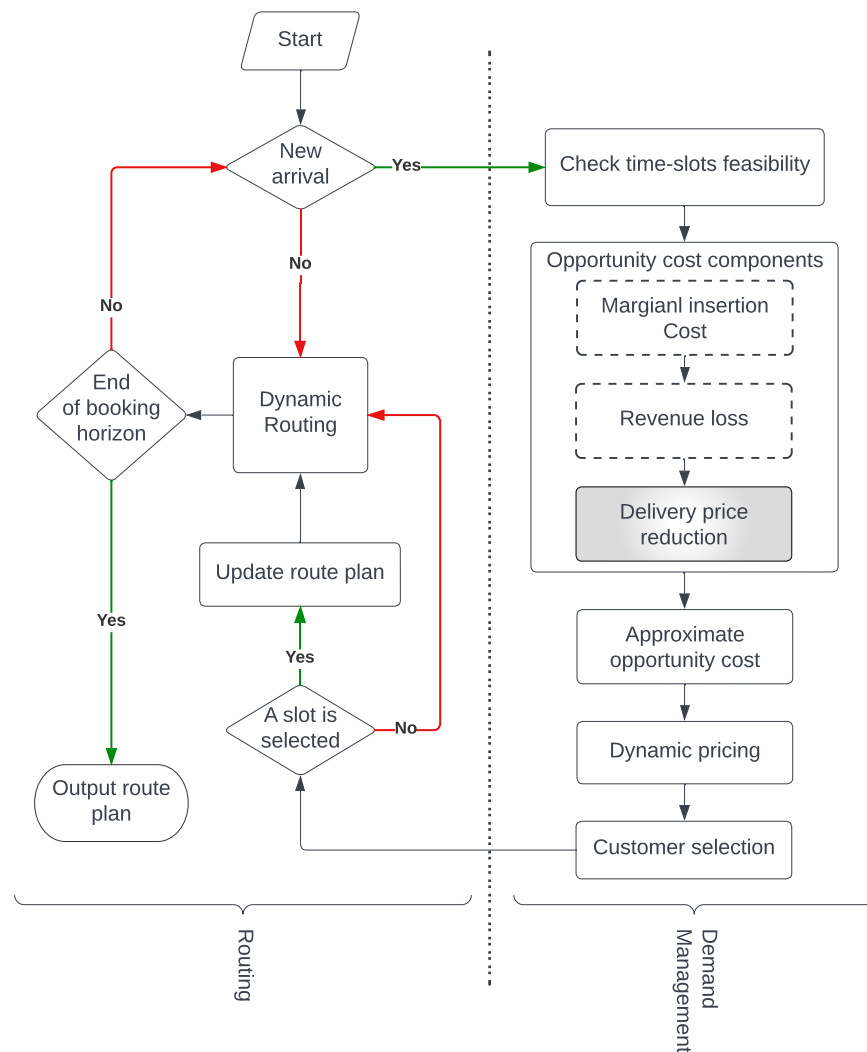 Start
New
arrival
Yes
Check time-slots feasibility
No
Opportunity cost components
Margianl insertion
Cost
No
End
of booking
horizon
Dynamic
Routing
Revenue loss
Delivery price
reduction
Update route plan
Yes
Yes
Approximate
opportunity cost
A slot is
selected
No
Dynamic pricing
Output route
plan
Customer selection
Routing
Demand
Management